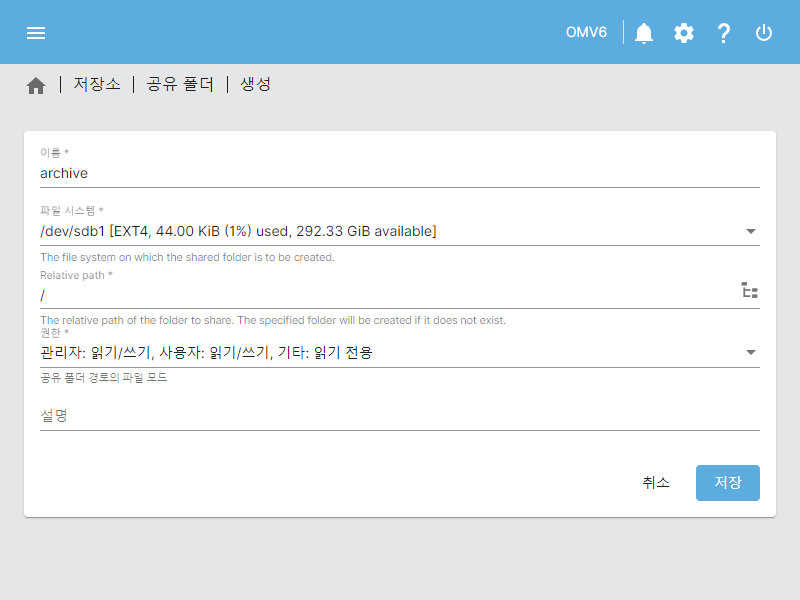 OMV6
저장소 | 공유 폴더 | 생성
이름 *
archive
파일 시스템 *
/dev/sdb1 [EXT4, 44.00 KiB (1%) used, 292.33 GiB available]
The file system on which the shared folder is to be created.
Relative path *
/
The relative path of the folder to share. The specified folder will be created if it does not exist.
권한 *
관리자: 읽기/쓰기, 사용자: 읽기/쓰기, 기타: 읽기 전용
공유 폴더 경로의 파일 모드
설명
취소 저장